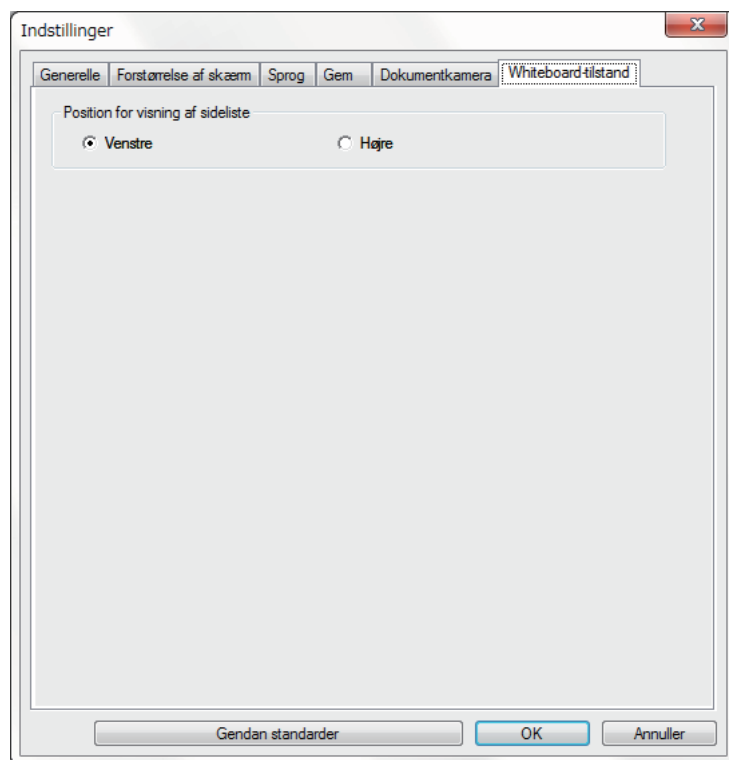 Indstillinger
Generelle Forstørrelse af skærm Sprog Gem Dokumentkamera Whiteboard-tilstand
Position for visning af sideliste
Venstre Højre
Gendan standarder OK Annuller